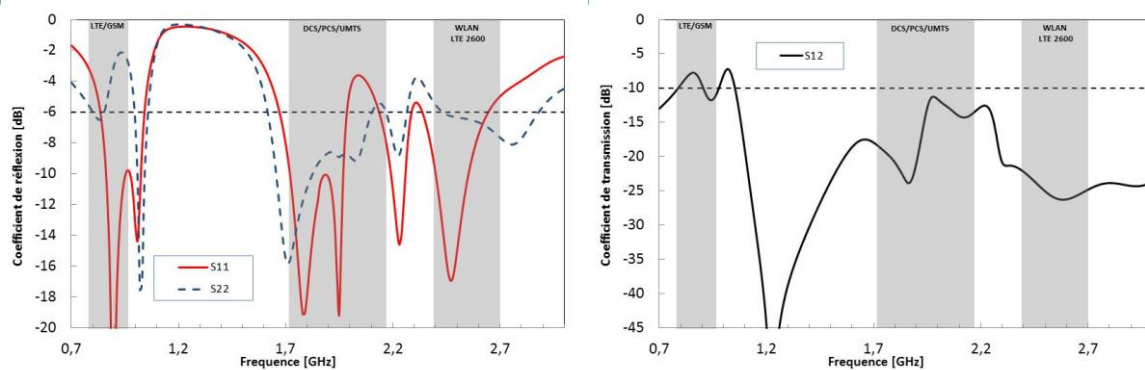 LTE/GSM
DCS/PCS/UMTS
WLAN
LTE 2600
0
-2
-4
-6
-8
-10
-12
-14
-16
-18
-20
Coefficient de réflexion [dB]
S11
S22
0,7
1,2
1,7
2,2
2,7
Frequence [GHz]
LTE/GSM
DCS/PCS/UMTS
WLAN
LTE 2600
0
-5
-10
-15
-20
-25
-30
-35
-40
-45
Coefficient de transmission [dB]
S12
0,7
1,2
1,7
2,2
2,7
Frequence [GHz]